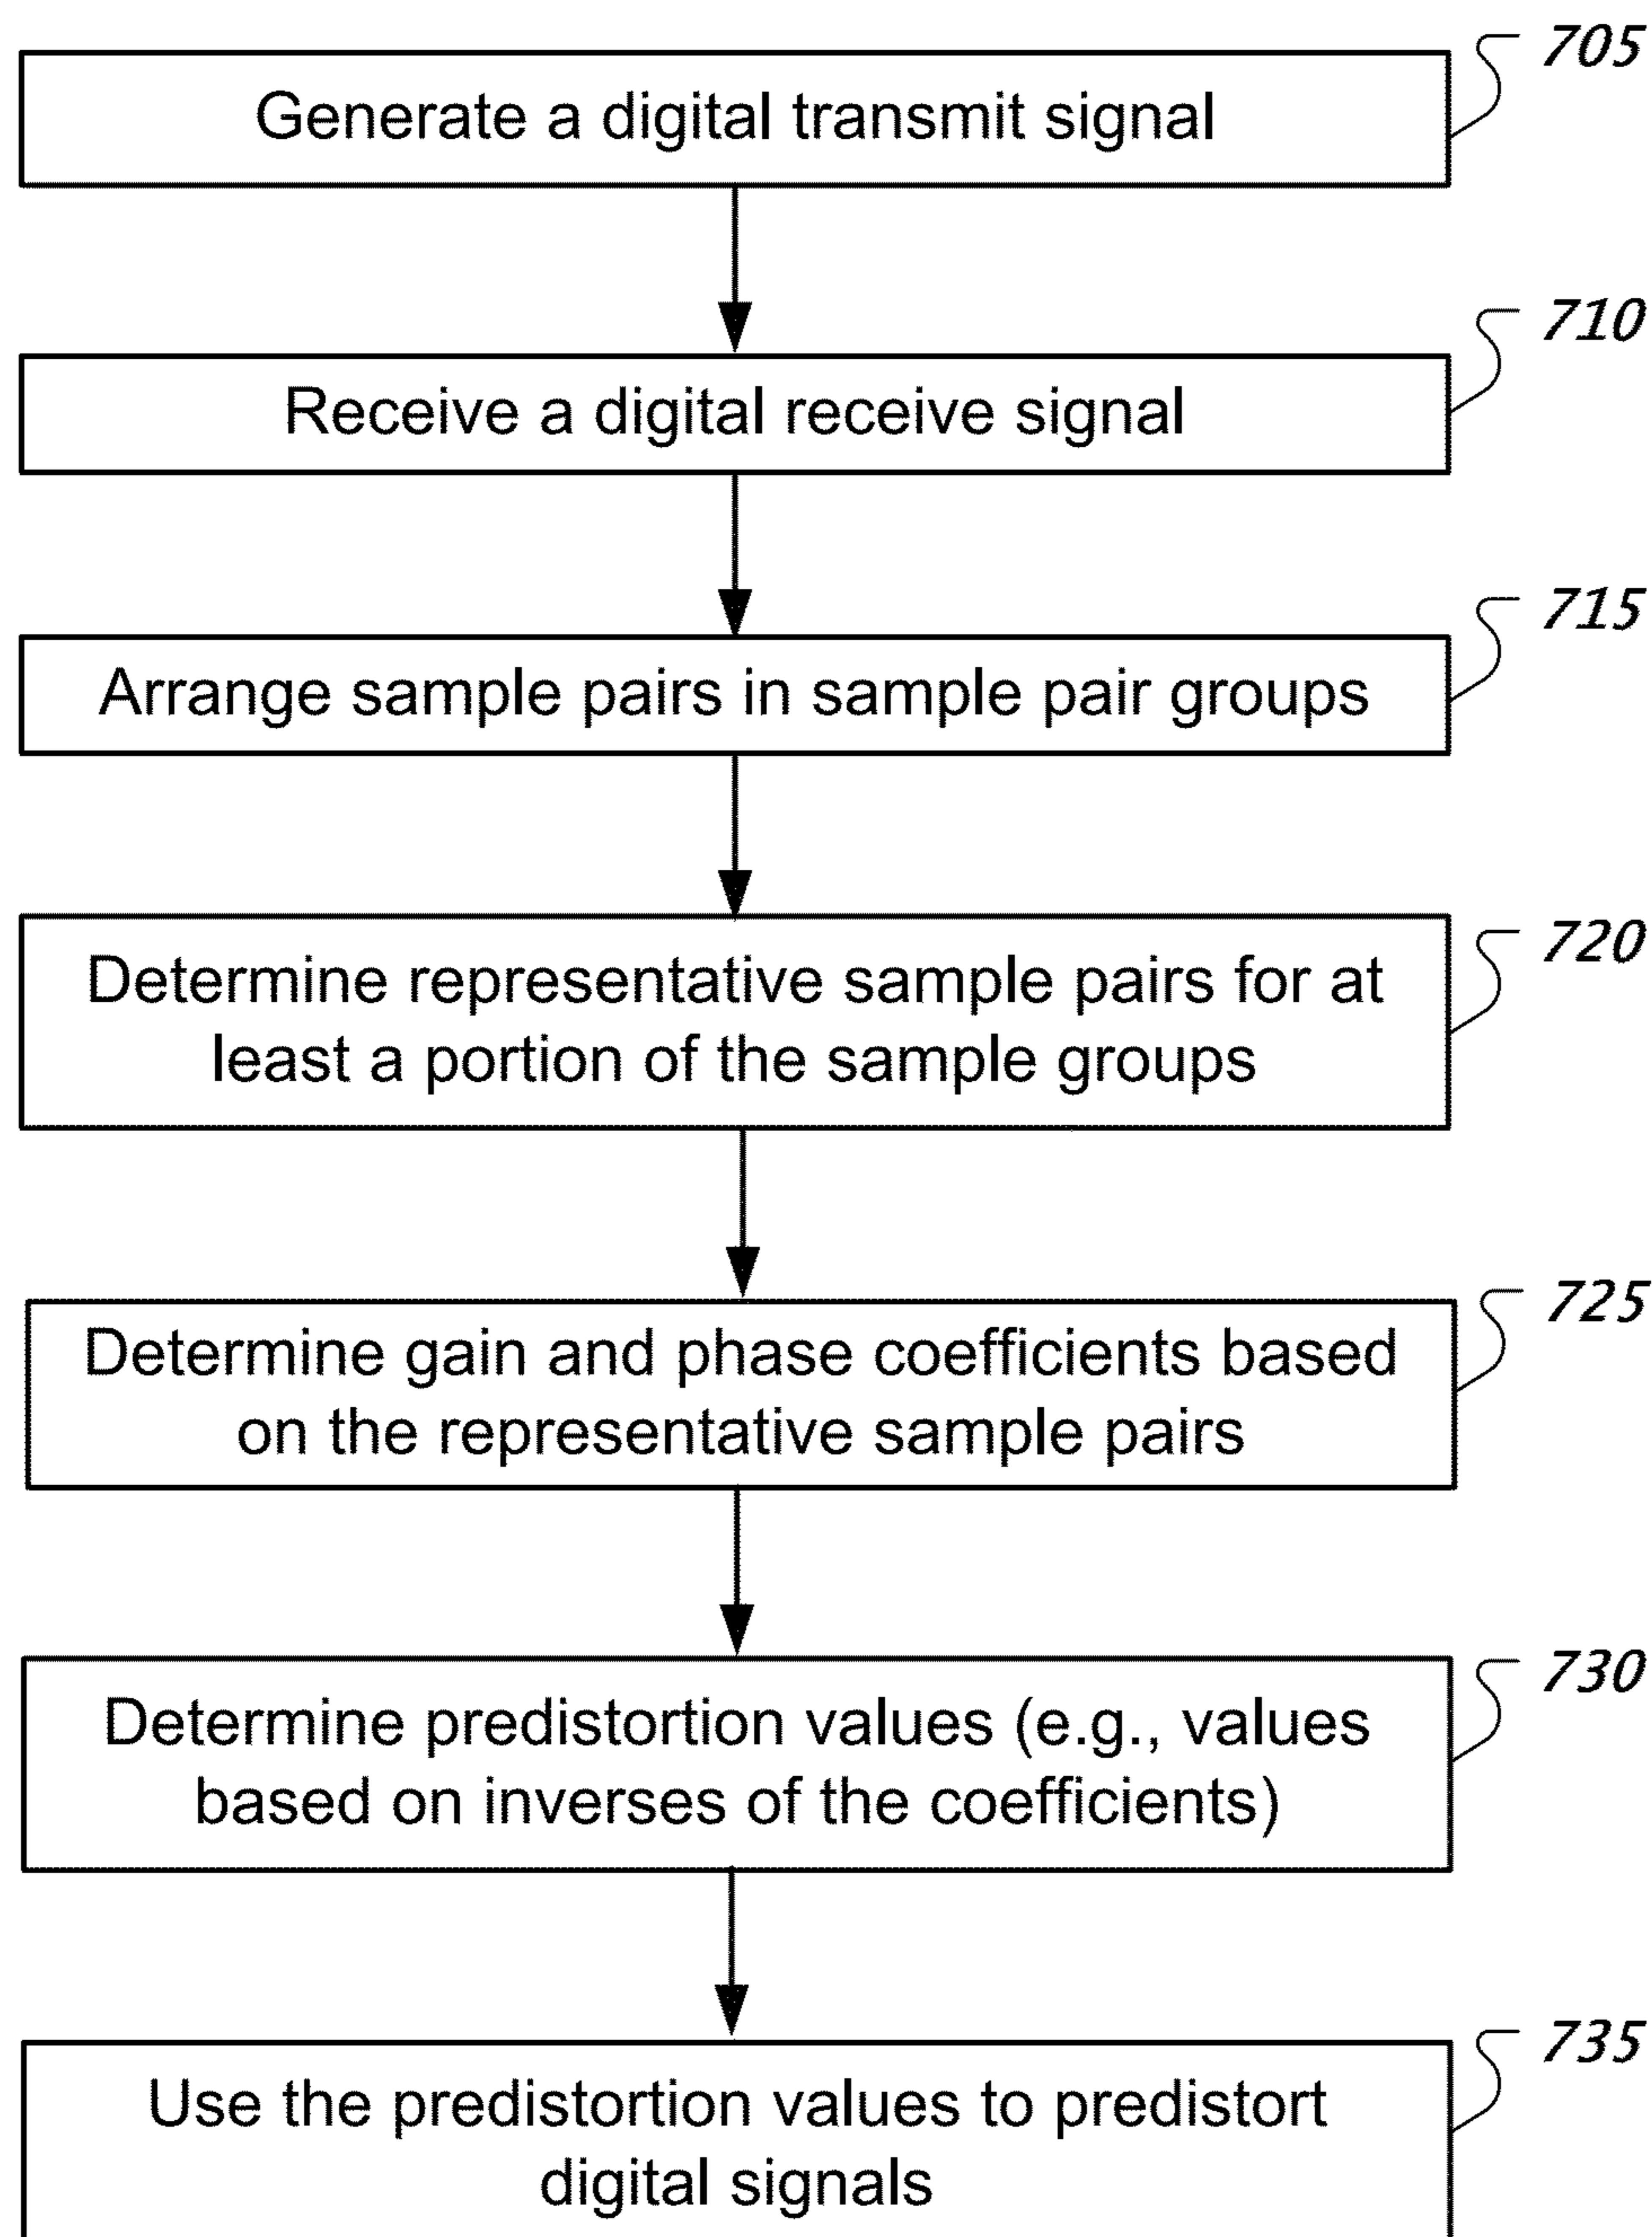 705
Generate a digital transmit signal
710
Receive a digital receive signal
715
Arrange sample pairs in sample pair groups
720
Determine representative sample pairs for at
least a portion of the sample groups
725
Determine gain and phase coefficients based
on the representative sample pairs
730
Determine predistortion values (e.g., values
based on inverses of the coefficients)
735
Use the predistortion values to predistort
digital signals